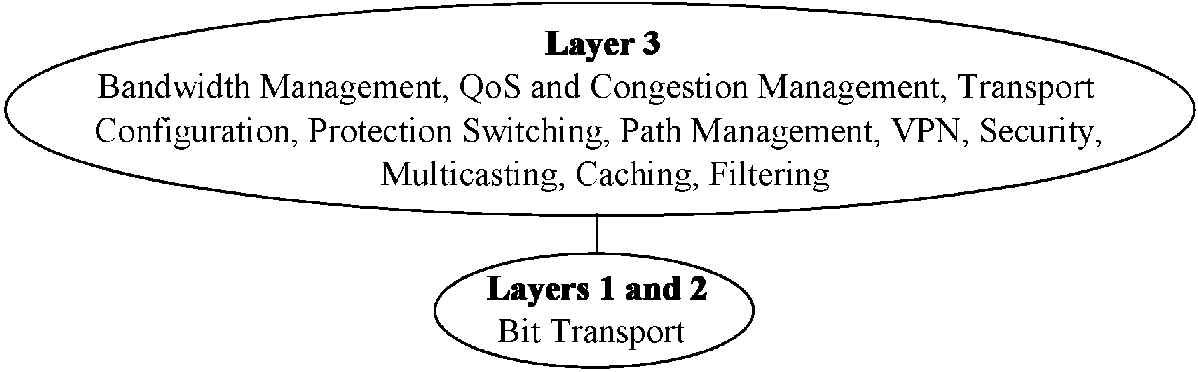 Layer 3
Bandwidth Management, QoS and Congestion Management, Transport
Configuration, Protection Switching, Path Management, VPN, Security,
Multicasting, Caching, Filtering
Layers 1 and 2
Bit Transport